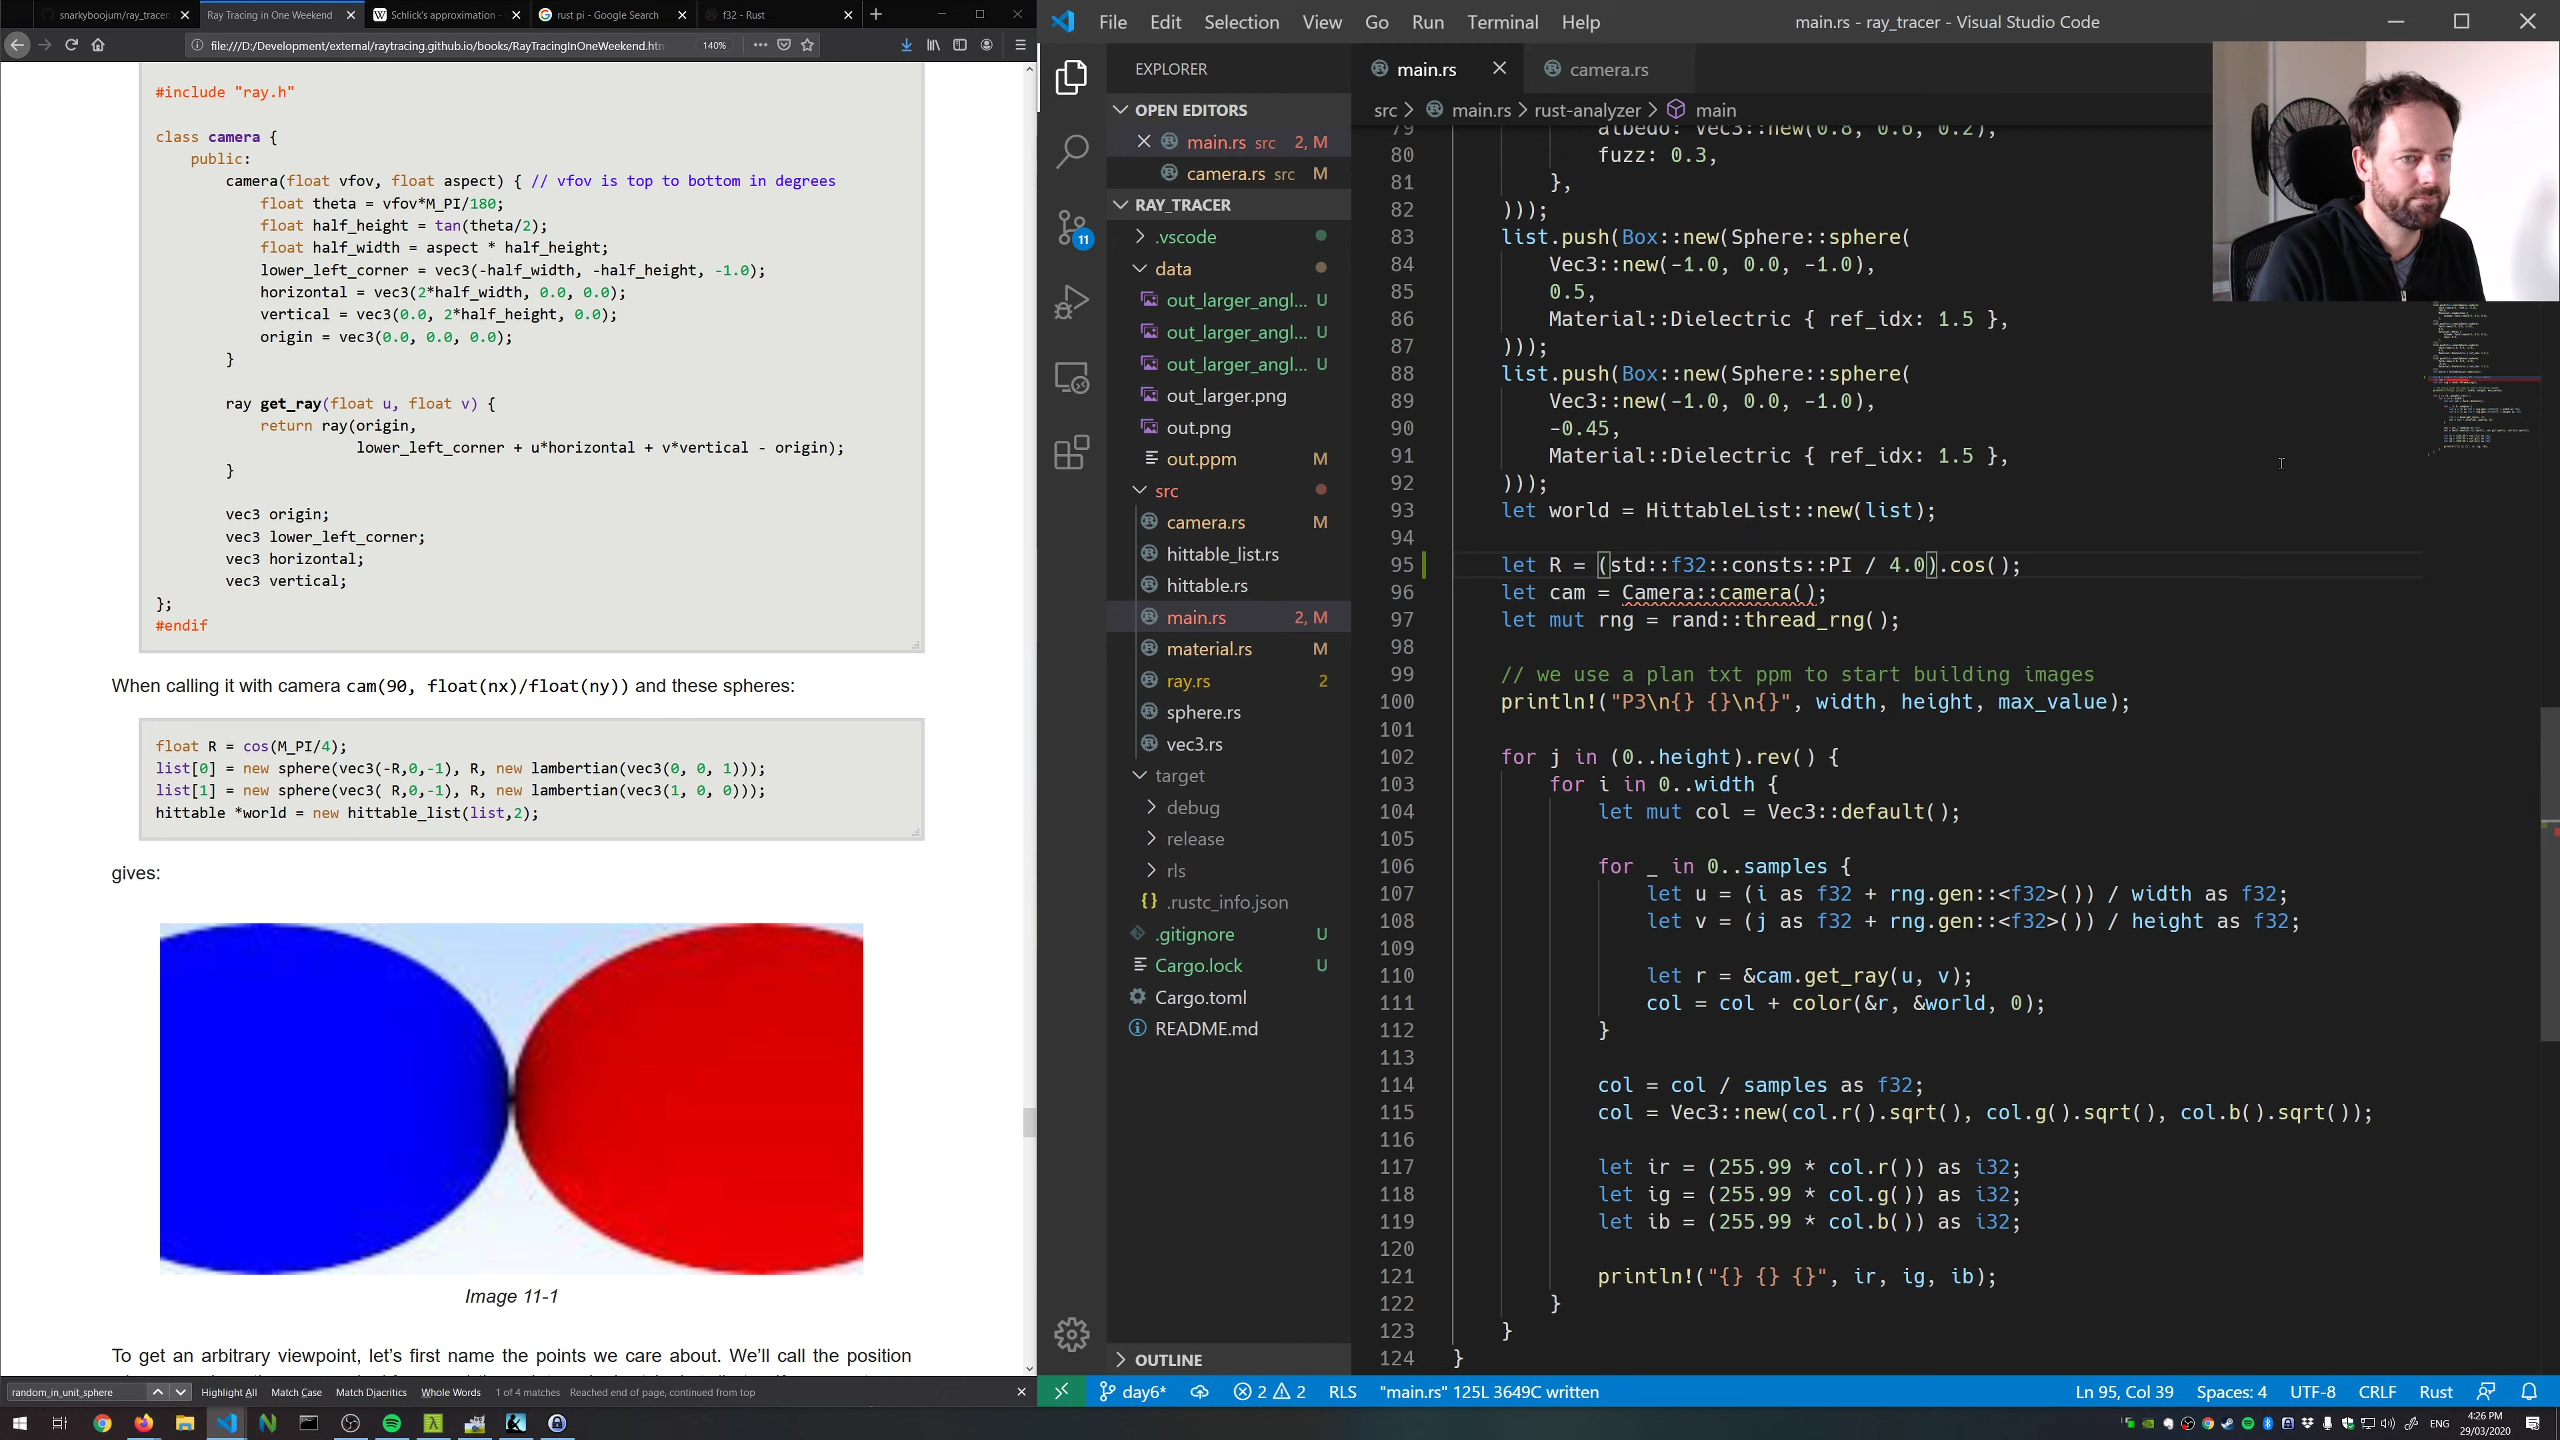 snarkyboojum/ray_tracer:
Ray Tracing in One Weekend
Schlick's approximation -
rust pi - Google Search
f32 - Rust
file:///D:/Development/external/raytracing.github.io/books/RayTracingInOneWeekend.htm
140%
#include "ray.h"
class camera {
public:
camera(float vfov, float aspect) { // vfov is top to bottom in degrees
float theta = vfov*M_PI/180;
float half_height = tan(theta/2);
float half_width = aspect * half_height;
lower_left_corner = vec3(-half_width, -half_height, -1.0);
horizontal = vec3(2*half_width, 0.0, 0.0);
vertical = vec3(0.0, 2*half_height, 0.0);
origin = vec3(0.0, 0.0, 0.0);
}
ray get_ray(float u, float v) {
return ray(origin,
lower_left_corner + u*horizontal + v*vertical - origin);
}
vec3 origin;
vec3 lower_left_corner;
vec3 horizontal;
vec3 vertical;
};
#endif
When calling it with camera cam(90, float(nx)/float(ny)) and these spheres:
float R = cos(M_PI/4);
list[0] = new sphere(vec3(-R,0,-1), R, new lambertian(vec3(0, 0, 1)));
list[1] = new sphere(vec3( R,0,-1), R, new lambertian(vec3(1, 0, 0)));
hittable *world = new hittable_list(list,2);
gives:
Image 11-1
To get an arbitrary viewpoint, let's first name the points we care about. We'll call the position
random_in_unit_sphere
Highlight All
Match Case
Match Diacritics
Whole Words
1 of 4 matches
Reached end of page, continued from top
File Edit Selection View Go Run Terminal Help
main.rs - ray_tracer - Visual Studio Code
EXPLORER
OPEN EDITORS
main.rs src 2, M
camera.rs src M
RAY_TRACER
.vscode
data
out_larger_angl... U
out_larger_angl... U
out_larger_angl... U
out_larger.png
out.png
out.ppm M
src
camera.rs M
hittable_list.rs
hittable.rs
main.rs 2, M
material.rs M
ray.rs 2
sphere.rs
vec3.rs
target
debug
release
rls
.rustc_info.json
.gitignore U
Cargo.lock U
Cargo.toml
README.md
OUTLINE
11
main.rs
camera.rs
src > main.rs > rust-analyzer > main
79 albedo: Vec3::new(0.8, 0.6, 0.2),
80 fuzz: 0.3,
81 },
82 )));
83 list.push(Box::new(Sphere::sphere(
84 Vec3::new(-1.0, 0.0, -1.0),
85 0.5,
86 Material::Dielectric { ref_idx: 1.5 },
87 )));
88 list.push(Box::new(Sphere::sphere(
89 Vec3::new(-1.0, 0.0, -1.0),
90 -0.45,
91 Material::Dielectric { ref_idx: 1.5 },
92 )));
93 let world = HittableList::new(list);
94
95 let R = (std::f32::consts::PI / 4.0).cos();
96 let cam = Camera::camera();
97 let mut rng = rand::thread_rng();
98
99 // we use a plan txt ppm to start building images
100 println!("P3\n{} {}\n{}", width, height, max_value);
101
102 for j in (0..height).rev() {
103 for i in 0..width {
104 let mut col = Vec3::default();
105
106 for _ in 0..samples {
107 let u = (i as f32 + rng.gen::<f32>()) / width as f32;
108 let v = (j as f32 + rng.gen::<f32>()) / height as f32;
109
110 let r = &cam.get_ray(u, v);
111 col = col + color(&r, &world, 0);
112 }
113
114 col = col / samples as f32;
115 col = Vec3::new(col.r().sqrt(), col.g().sqrt(), col.b().sqrt());
116
117 let ir = (255.99 * col.r()) as i32;
118 let ig = (255.99 * col.g()) as i32;
119 let ib = (255.99 * col.b()) as i32;
120
121 println!("{} {} {}", ir, ig, ib);
122 }
123 }
124 }
day6* 2 2 RLS "main.rs" 125L 3649C written
Ln 95, Col 39 Spaces: 4 UTF-8 CRLF Rust
ENG
4:26 PM
29/03/2020